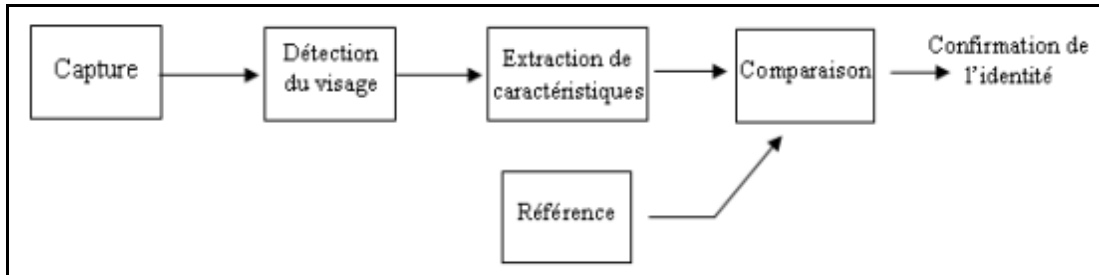 Capture
Détection
du visage
Extraction de
caractéristiques
Comparaison
Confirmation de
l'identité
Référence